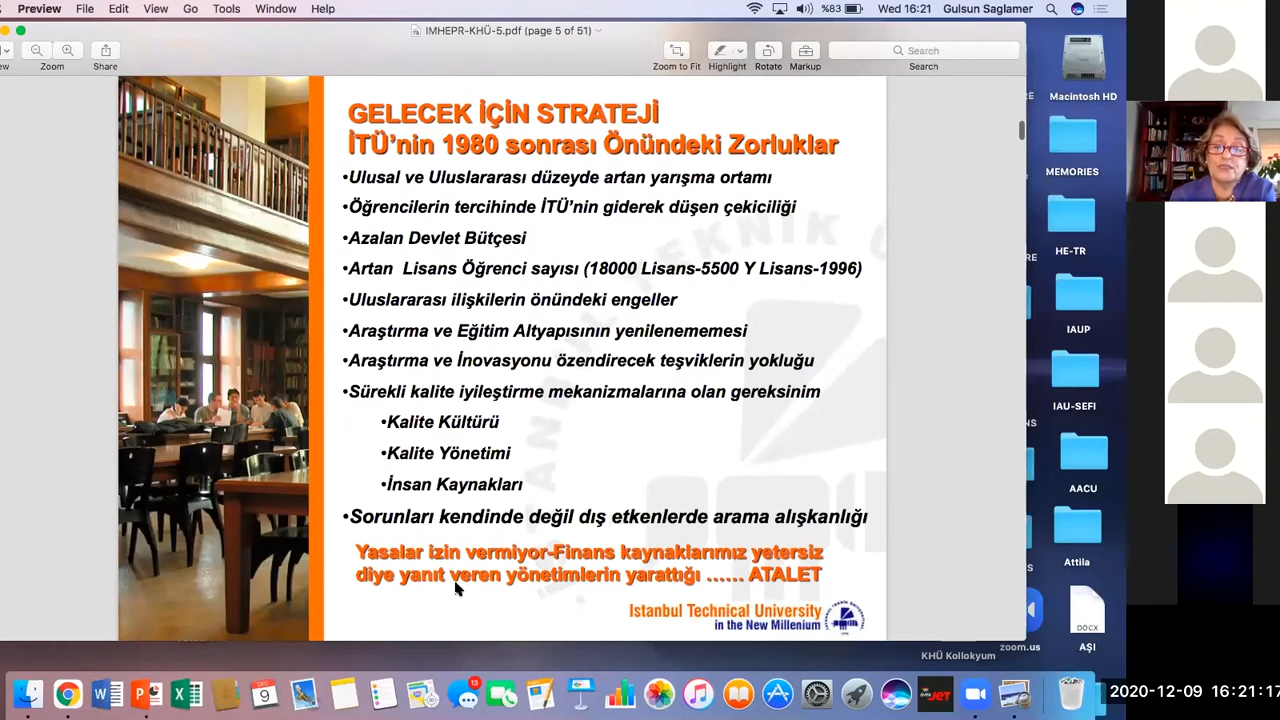 Preview File Edit View Go Tools Window Help
%83 Wed 16:21 Gulsun Saglamer
IMHEPR-KHÜ-5.pdf (page 5 of 51)
Search
Zoom Share Zoom to Fit Highlight Rotate Markup Search
GELECEK İÇİN STRATEJİ
İTÜ’nin 1980 sonrası Önündeki Zorluklar
•Ulusal ve Uluslararası düzeyde artan yarışma ortamı
•Öğrencilerin tercihinde İTÜ’nin giderek düşen çekiciliği
•Azalan Devlet Bütçesi
•Artan Lisans Öğrenci sayısı (18000 Lisans-5500 Y Lisans-1996)
•Uluslararası ilişkilerin önündeki engeller
•Araştırma ve Eğitim Altyapısının yenilenememesi
•Araştırma ve İnovasyonu özendirecek teşviklerin yokluğu
•Sürekli kalite iyileştirme mekanizmalarına olan gereksinim
•Kalite Kültürü
•Kalite Yönetimi
•İnsan Kaynakları
•Sorunları kendinde değil dış etkenlerde arama alışkanlığı
Yasalar izin vermiyor-Finans kaynaklarımız yetersiz
diye yanıt veren yönetimlerin yarattığı …… ATALET
Istanbul Technical University
in the New Millenium
Macintosh HD
MEMORIES
HE-TR
IAUP
IAU-SEFI
AACU
Attila
DOCX
AŞI
zoom.us
KHÜ Kollokyum
DEC
9
13
JET
2020-12-09 16:21:17